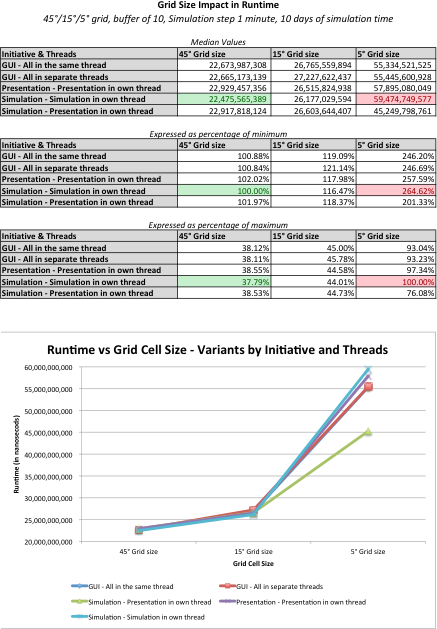 Grid Size Impact in Runtime
45°/15°/5° grid, buffer of 10, Simulation step 1 minute, 10 days of simulation time
Median Values
Initiative & Threads 45° Grid size 15° Grid size 5° Grid size
GUI - All in the same thread 22,673,987,308 26,765,559,894 55,334,521,525
GUI - All in separate threads 22,665,173,139 27,227,622,437 55,445,600,928
Presentation - Presentation in own thread 22,929,457,356 26,515,824,938 57,895,080,049
Simulation - Simulation in own thread 22,475,565,389 26,177,029,594 59,474,749,577
Simulation - Presentation in own thread 22,917,818,124 26,603,644,407 45,249,798,761
Expressed as percentage of minimum
Initiative & Threads 45° Grid size 15° Grid size 5° Grid size
GUI - All in the same thread 100.88% 119.09% 246.20%
GUI - All in separate threads 100.84% 121.14% 246.69%
Presentation - Presentation in own thread 102.02% 117.98% 257.59%
Simulation - Simulation in own thread 100.00% 116.47% 264.62%
Simulation - Presentation in own thread 101.97% 118.37% 201.33%
Expressed as percentage of maximum
Initiative & Threads 45° Grid size 15° Grid size 5° Grid size
GUI - All in the same thread 38.12% 45.00% 93.04%
GUI - All in separate threads 38.11% 45.78% 93.23%
Presentation - Presentation in own thread 38.55% 44.58% 97.34%
Simulation - Simulation in own thread 37.79% 44.01% 100.00%
Simulation - Presentation in own thread 38.53% 44.73% 76.08%
Runtime vs Grid Cell Size - Variants by Initiative and Threads
60,000,000,000
55,000,000,000
50,000,000,000
45,000,000,000
40,000,000,000
35,000,000,000
30,000,000,000
25,000,000,000
20,000,000,000
Runtime (in nanosecods)
45° Grid size 15° Grid size 5° Grid size
Grid Cell Size
GUI - All in the same thread GUI - All in separate threads
Simulation - Presentation in own thread Presentation - Presentation in own thread
Simulation - Simulation in own thread